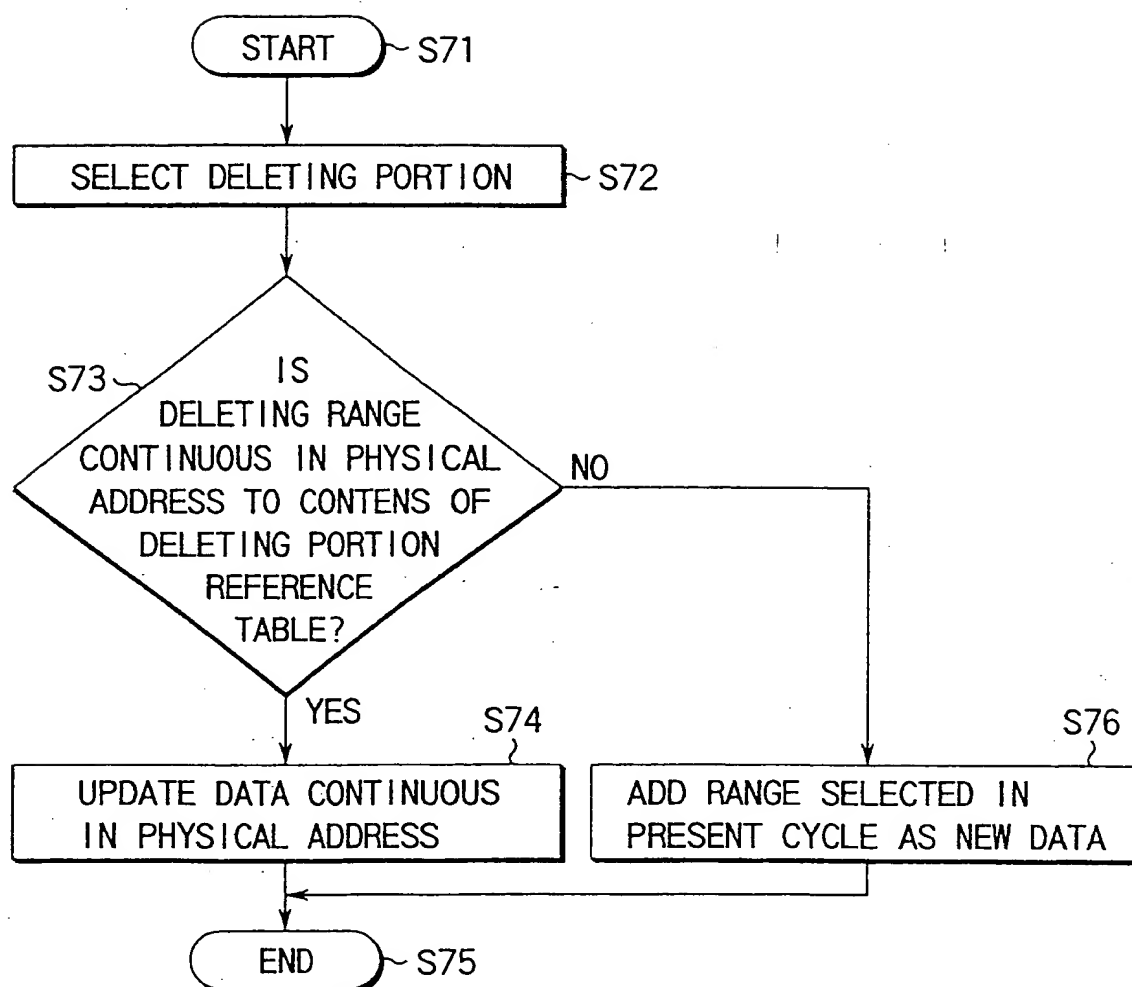 START
S71
SELECT DELETING PORTION
S72
S73
IS
DELETING RANGE
CONTINUOUS IN PHYSICAL
ADDRESS TO CONTENS OF
DELETING PORTION
REFERENCE
TABLE?
NO
YES
S74
UPDATE DATA CONTINUOUS
IN PHYSICAL ADDRESS
S76
ADD RANGE SELECTED IN
PRESENT CYCLE AS NEW DATA
END
S75